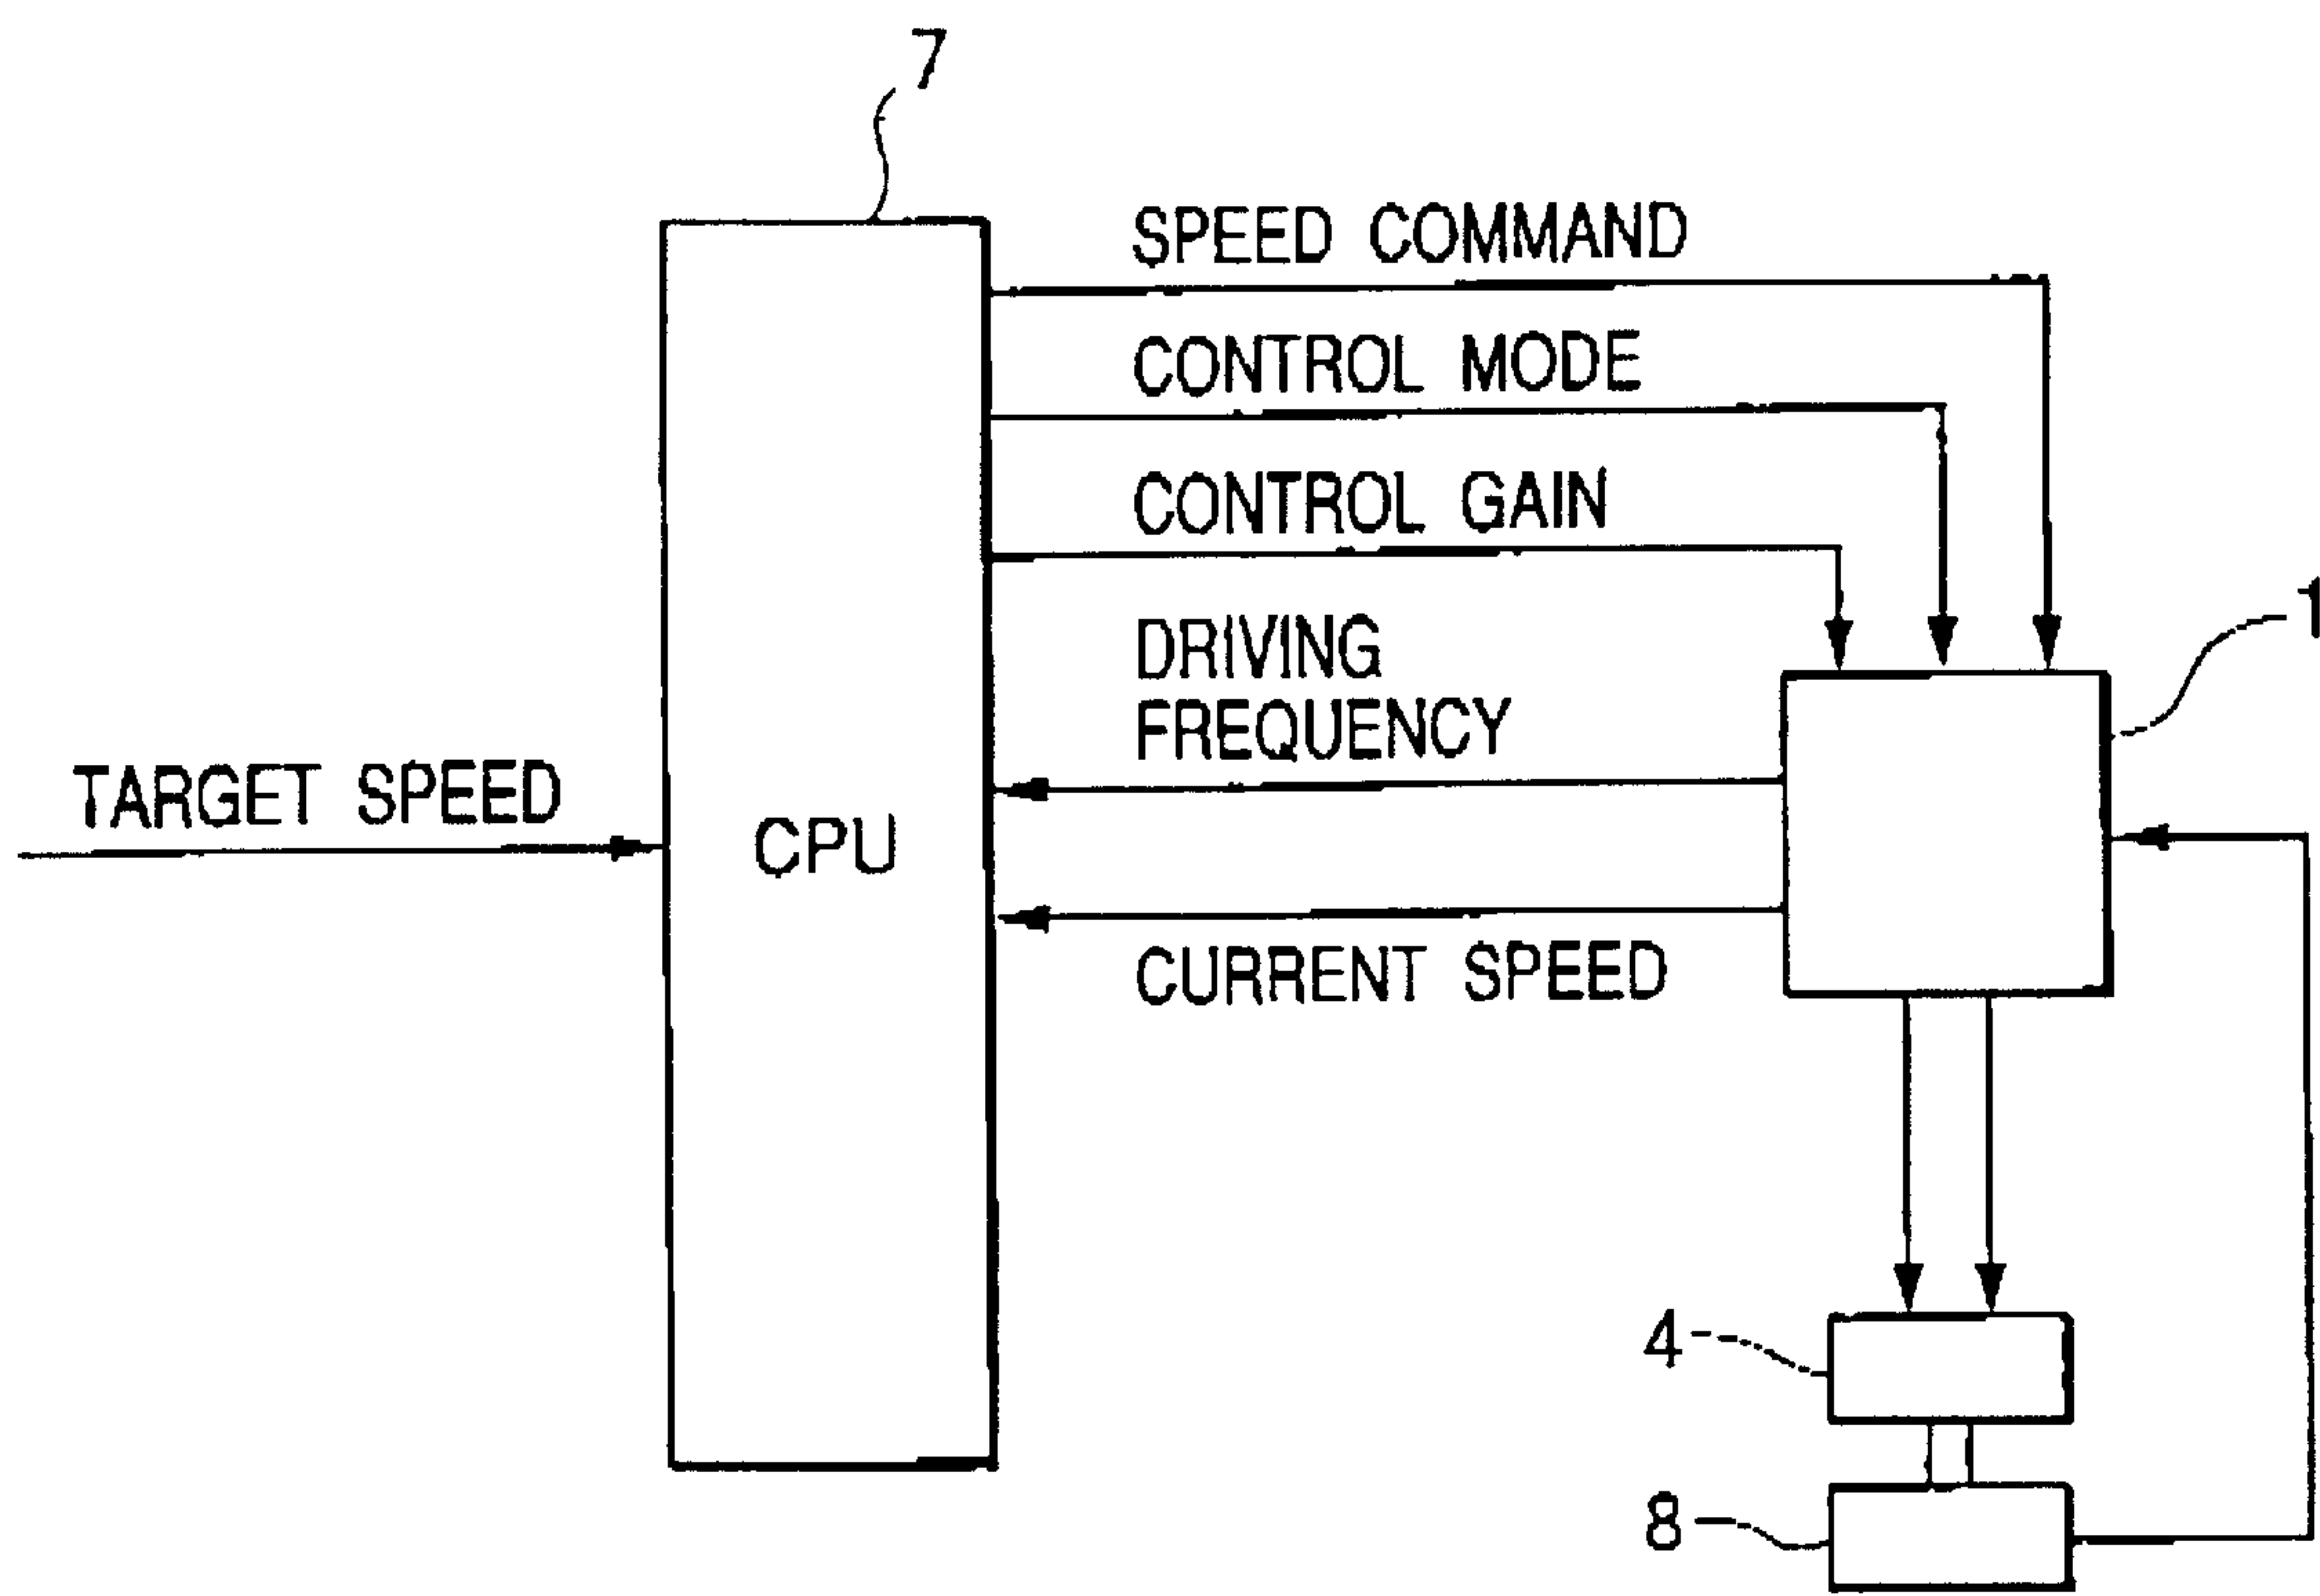 7
SPEED COMMAND
CONTROL MODE
CONTROL GAIN
1
DRIVING
FREQUENCY
TARGET SPEED
CPU
CURRENT SPEED
4
8